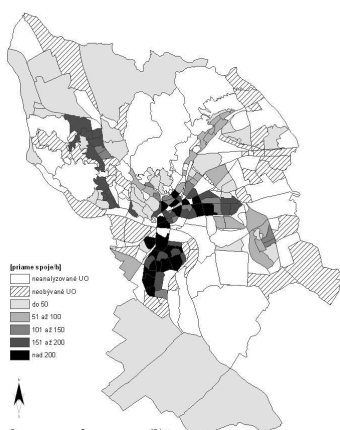 [priame spoje/h]
neanalyzované UO
neobývané UO
do 50
51 až 100
101 až 150
151 až 200
nad 200